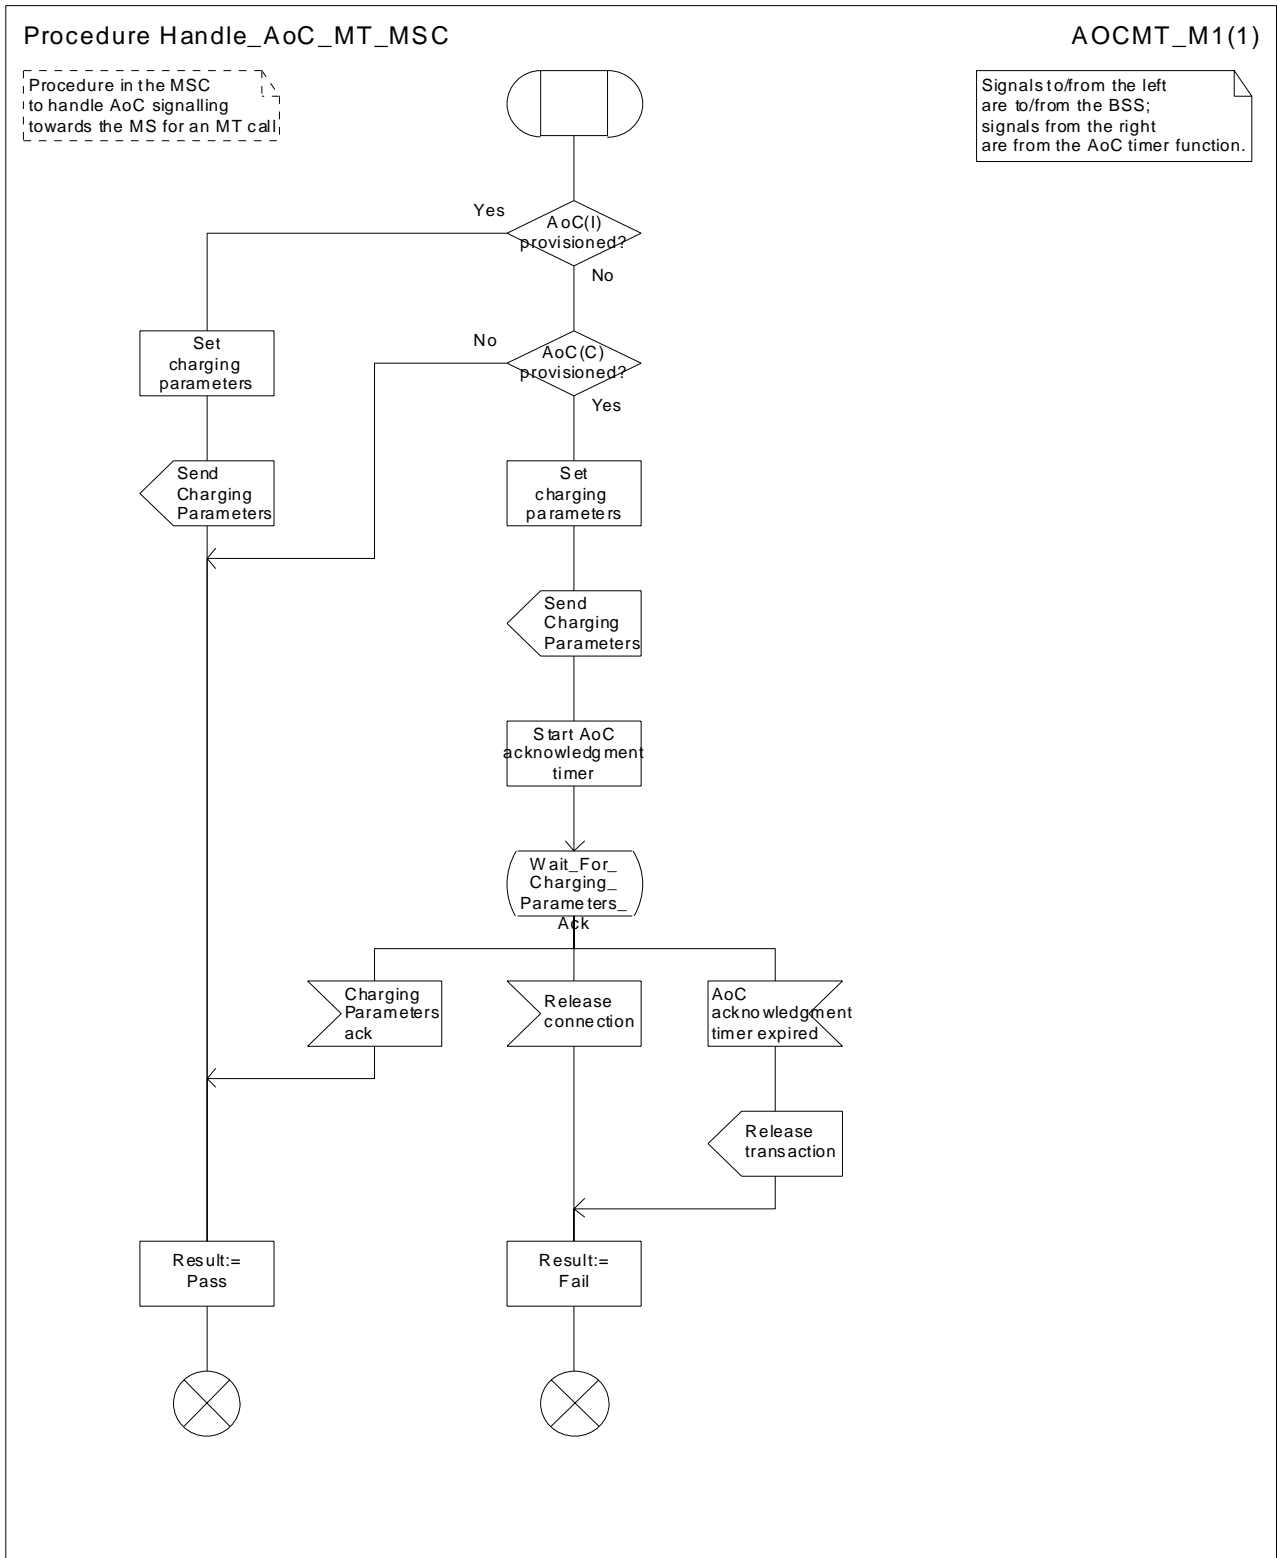 Procedure Handle_AoC_MT_MSC
AOCMT_M1(1)
Procedure in the MSC
to handle AoC signalling
towards the MS for an MT call
Signals to/from the left
are to/from the BSS;
signals from the right
are from the AoC timer function.
Yes
AoC(I)
provisioned?
No
No
AoC(C)
provisioned?
Yes
Set
charging
parameters
Send
Charging
Parameters
Set
charging
parameters
Send
Charging
Parameters
Start AoC
acknowledgment
timer
Wait_For_
Charging_
Parameters_
Ack
Charging
Parameters
ack
Release
connection
AoC
acknowledgment
timer expired
Release
transaction
Result:=
Pass
Result:=
Fail